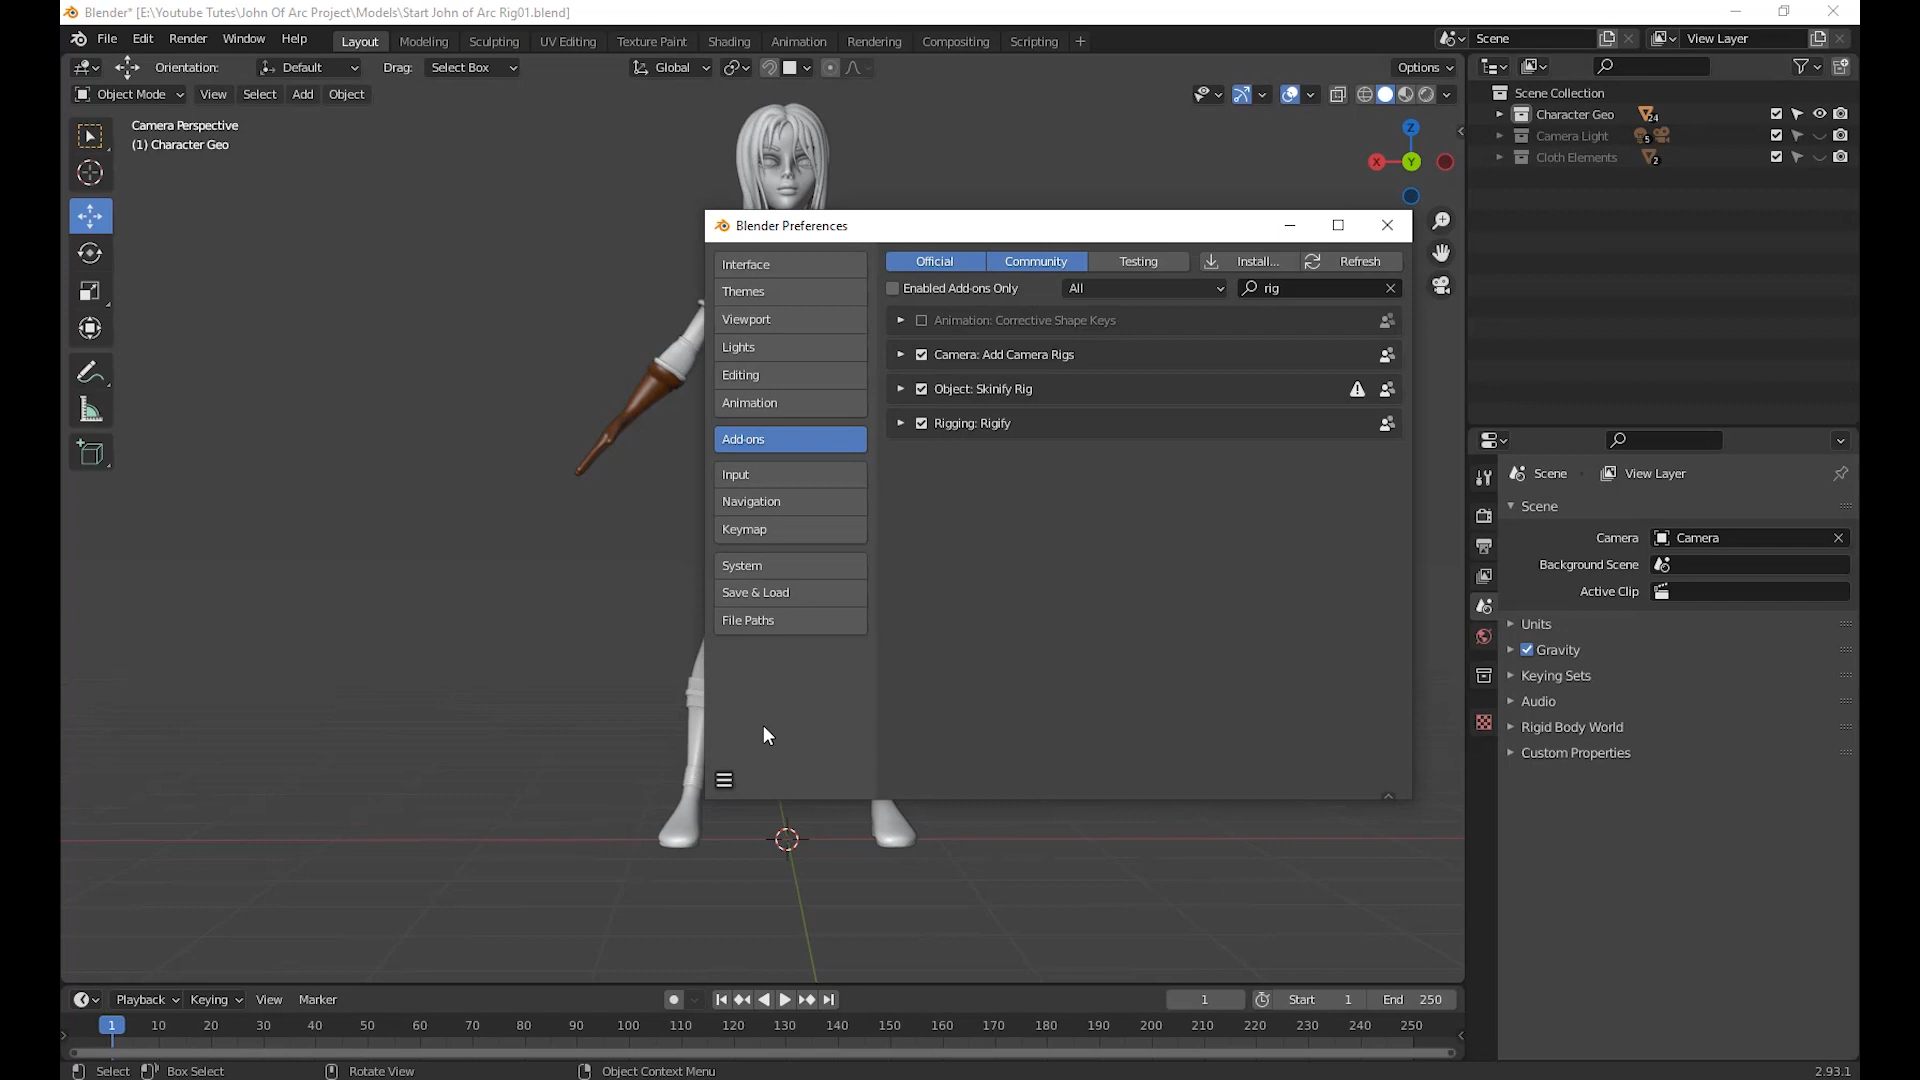 Blender* [E:\Youtube Tutes\John Of Arc Project\Models\Start John of Arc Rig01.blend]
File Edit Render Window Help Layout Modeling Sculpting UV Editing Texture Paint Shading Animation Rendering Compositing Scripting + Scene View Layer
Orientation: Default Drag: Select Box Global Options
Object Mode View Select Add Object
Camera Perspective
(1) Character Geo
Z
X Y
Scene Collection
Character Geo 24
Camera Light 5
Cloth Elements 2
Blender Preferences
Interface
Themes
Viewport
Lights
Editing
Animation
Add-ons
Input
Navigation
Keymap
System
Save & Load
File Paths
Official Community Testing Install... Refresh
Enabled Add-ons Only All rig
Animation: Corrective Shape Keys
Camera: Add Camera Rigs
Object: Skinify Rig
Rigging: Rigify
Scene View Layer
Scene
Camera Camera
Background Scene
Active Clip
Units
Gravity
Keying Sets
Audio
Rigid Body World
Custom Properties
Playback Keying View Marker 1 Start 1 End 250
1 10 20 30 40 50 60 70 80 90 100 110 120 130 140 150 160 170 180 190 200 210 220 230 240 250
Select Box Select Rotate View Object Context Menu 2.93.1